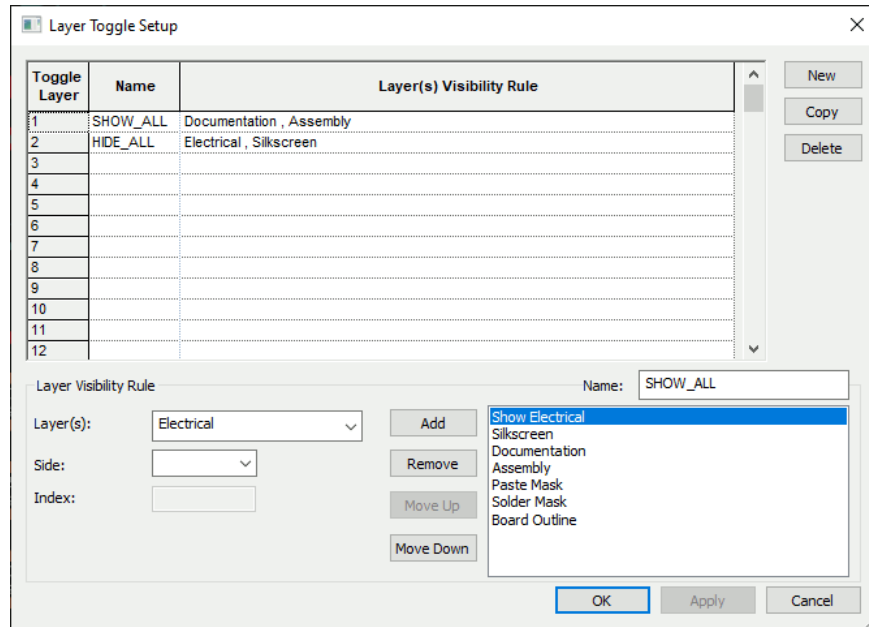 Layer Toggle Setup
Toggle Layer Name Layer(s) Visibility Rule
1 SHOW_ALL Documentation , Assembly
2 HIDE_ALL Electrical , Silkscreen
3
4
5
6
7
8
9
10
11
12
New
Copy
Delete
Layer Visibility Rule
Name: SHOW_ALL
Layer(s): Electrical
Side:
Index:
Add
Remove
Move Up
Move Down
Show Electrical
Silkscreen
Documentation
Assembly
Paste Mask
Solder Mask
Board Outline
OK Apply Cancel